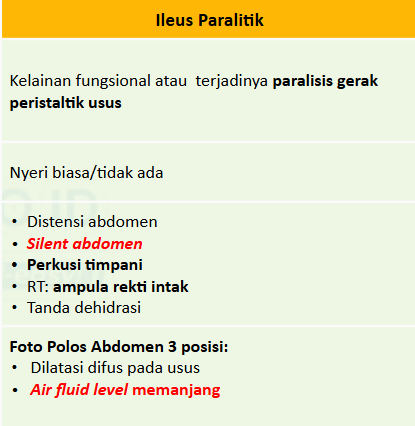 Ileus Paralitik
Kelainan fungsional atau terjadinya paralisis gerak
peristaltik usus
Nyeri biasa/tidak ada
• Distensi abdomen
• Silent abdomen
• Perkusi timpani
• RT: ampula rekti intak
• Tanda dehidrasi
Foto Polos Abdomen 3 posisi:
• Dilatasi difus pada usus
• Air fluid level memanjang